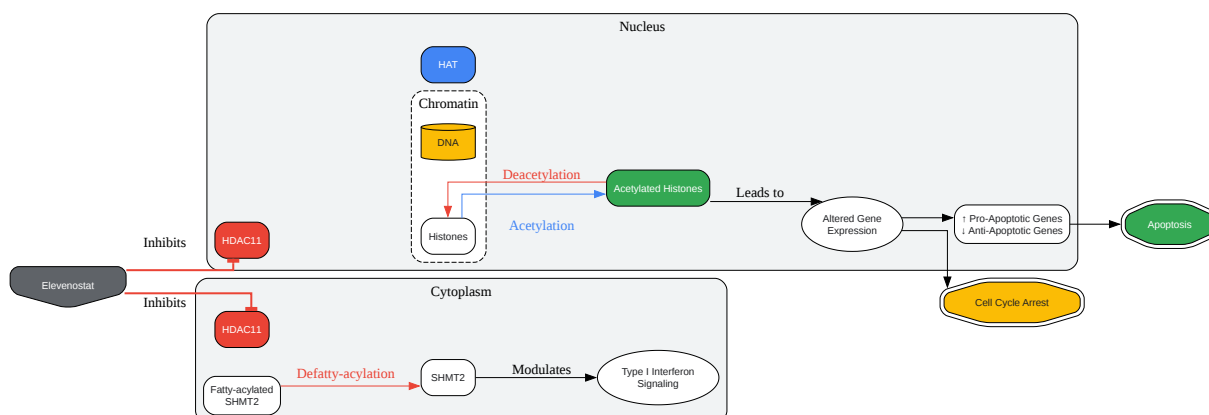 Nucleus
HAT
Chromatin
DNA
Deacetylation
Acetylated Histones
Leads to
Acetylation
Histones
Altered Gene
Expression
↑ Pro-Apoptotic Genes
↓ Anti-Apoptotic Genes
Apoptosis
Inhibits
HDAC11
Elevenostat
Inhibits
Cytoplasm
Cell Cycle Arrest
HDAC11
Defatty-acylation
Fatty-acylated
SHMT2
SHMT2
Modulates
Type I Interferon
Signaling